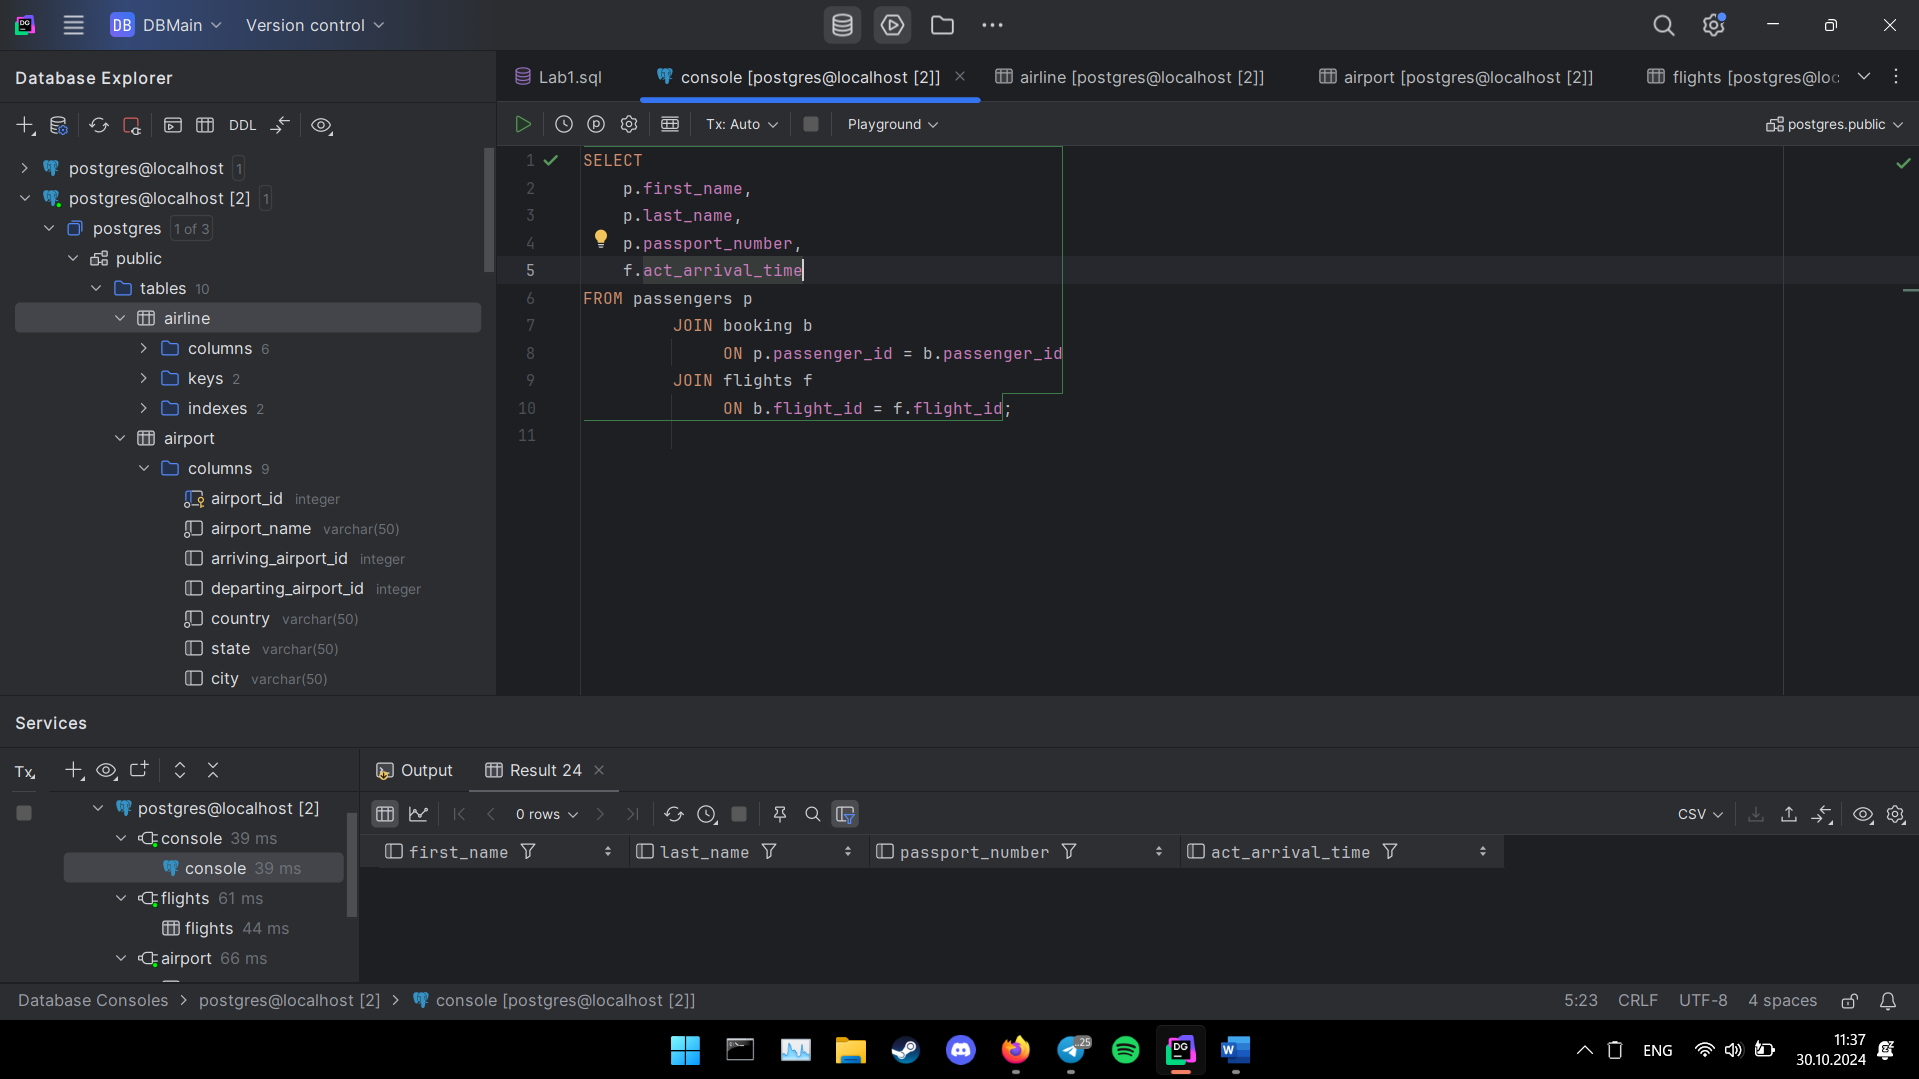 DB DBMain Version control
Database Explorer
Lab1.sql console [postgres@localhost [2]] airline [postgres@localhost [2]] airport [postgres@localhost [2]] flights [postgres@loc
DDL
Tx: Auto Playground postgres.public
postgres@localhost 1
postgres@localhost [2] 1
postgres 1 of 3
public
tables 10
airline
columns 6
keys 2
indexes 2
airport
columns 9
airport_id integer
airport_name varchar(50)
arriving_airport_id integer
departing_airport_id integer
country varchar(50)
state varchar(50)
city varchar(50)
1 SELECT
2 p.first_name,
3 p.last_name,
4 p.passport_number,
5 f.act_arrival_time
6 FROM passengers p
7 JOIN booking b
8 ON p.passenger_id = b.passenger_id
9 JOIN flights f
10 ON b.flight_id = f.flight_id;
11
Services
Tx
postgres@localhost [2]
console 39 ms
console 39 ms
flights 61 ms
flights 44 ms
airport 66 ms
Output Result 24
0 rows CSV
first_name last_name passport_number act_arrival_time
Database Consoles > postgres@localhost [2] > console [postgres@localhost [2]]
5:23 CRLF UTF-8 4 spaces
DG
..25
ENG
11:37
30.10.2024